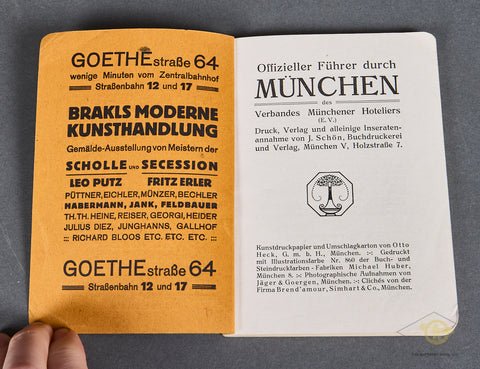 GOETHEstraße 64
wenige Minuten vom Zentralbahnhof
Straßenbahn 12 und 17
BRAKLS MODERNE
KUNSTHANDLUNG
Gemälde-Ausstellung von Meistern der
SCHOLLE UND SECESSION
LEO PUTZ FRITZ ERLER
PÜTTNER, EICHLER, MÜNZER, BECHLER
HABERMANN, JANK, FELDBAUER
TH. TH. HEINE, REISER, GEORGI, HEIDER
JULIUS DIEZ, JUNGHANNS, GALLHOF
::: RICHARD BLOOS ETC. ETC. ETC. :::
GOETHEstraße 64
Straßenbahn 12 und 17
Offizieller Führer durch
MÜNCHEN
des
Verbandes Münchener Hoteliers
(E. V.)
Druck, Verlag und alleinige Inseraten-
annahme von J. Schön, Buchdruckerei
und Verlag, München V, Holzstraße 7.
Kunstdruckpapier und Umschlagkarton von Otto
Heck, G. m. b. H., München. :-: Gedruckt
mit Illustrationsfarbe Nr. 860 der Buch- und
Steindruckfarben-Fabriken Michael Huber,
München 8. :-: Photographische Aufnahmen von
Jäger & Goergen, München. :-: Clichés von der
Firma Brend'amour, Simhart & Co., München.